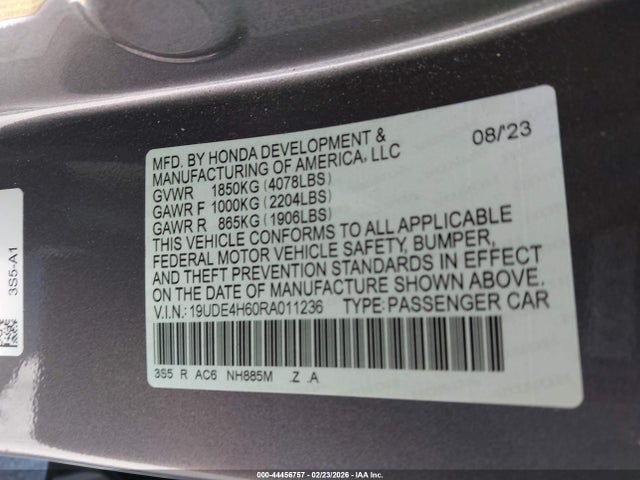 MFD. BY HONDA DEVELOPMENT & 08/'23
MANUFACTURING OF AMERICA, LLC
GVWR 1850KG(4078LBS)
GAWR F 1000KG(2204LBS)
GAWR R 865KG(1906LBS)
THIS VEHICLE CONFORMS TO ALL APPLICABLE
FEDERAL MOTOR VEHICLE SAFETY, BUMPER,
AND THEFT PREVENTION STANDARDS IN EFFECT
ON THE DATE OF MANUFACTURE SHOWN ABOVE.
V.I.N.: 19UDE4H60RA011236 TYPE: PASSENGER CAR
3S5 R AC6 NH885M .Z .A
3S5-A1
000-44456757 - 02/23/2026 - IAA Inc.